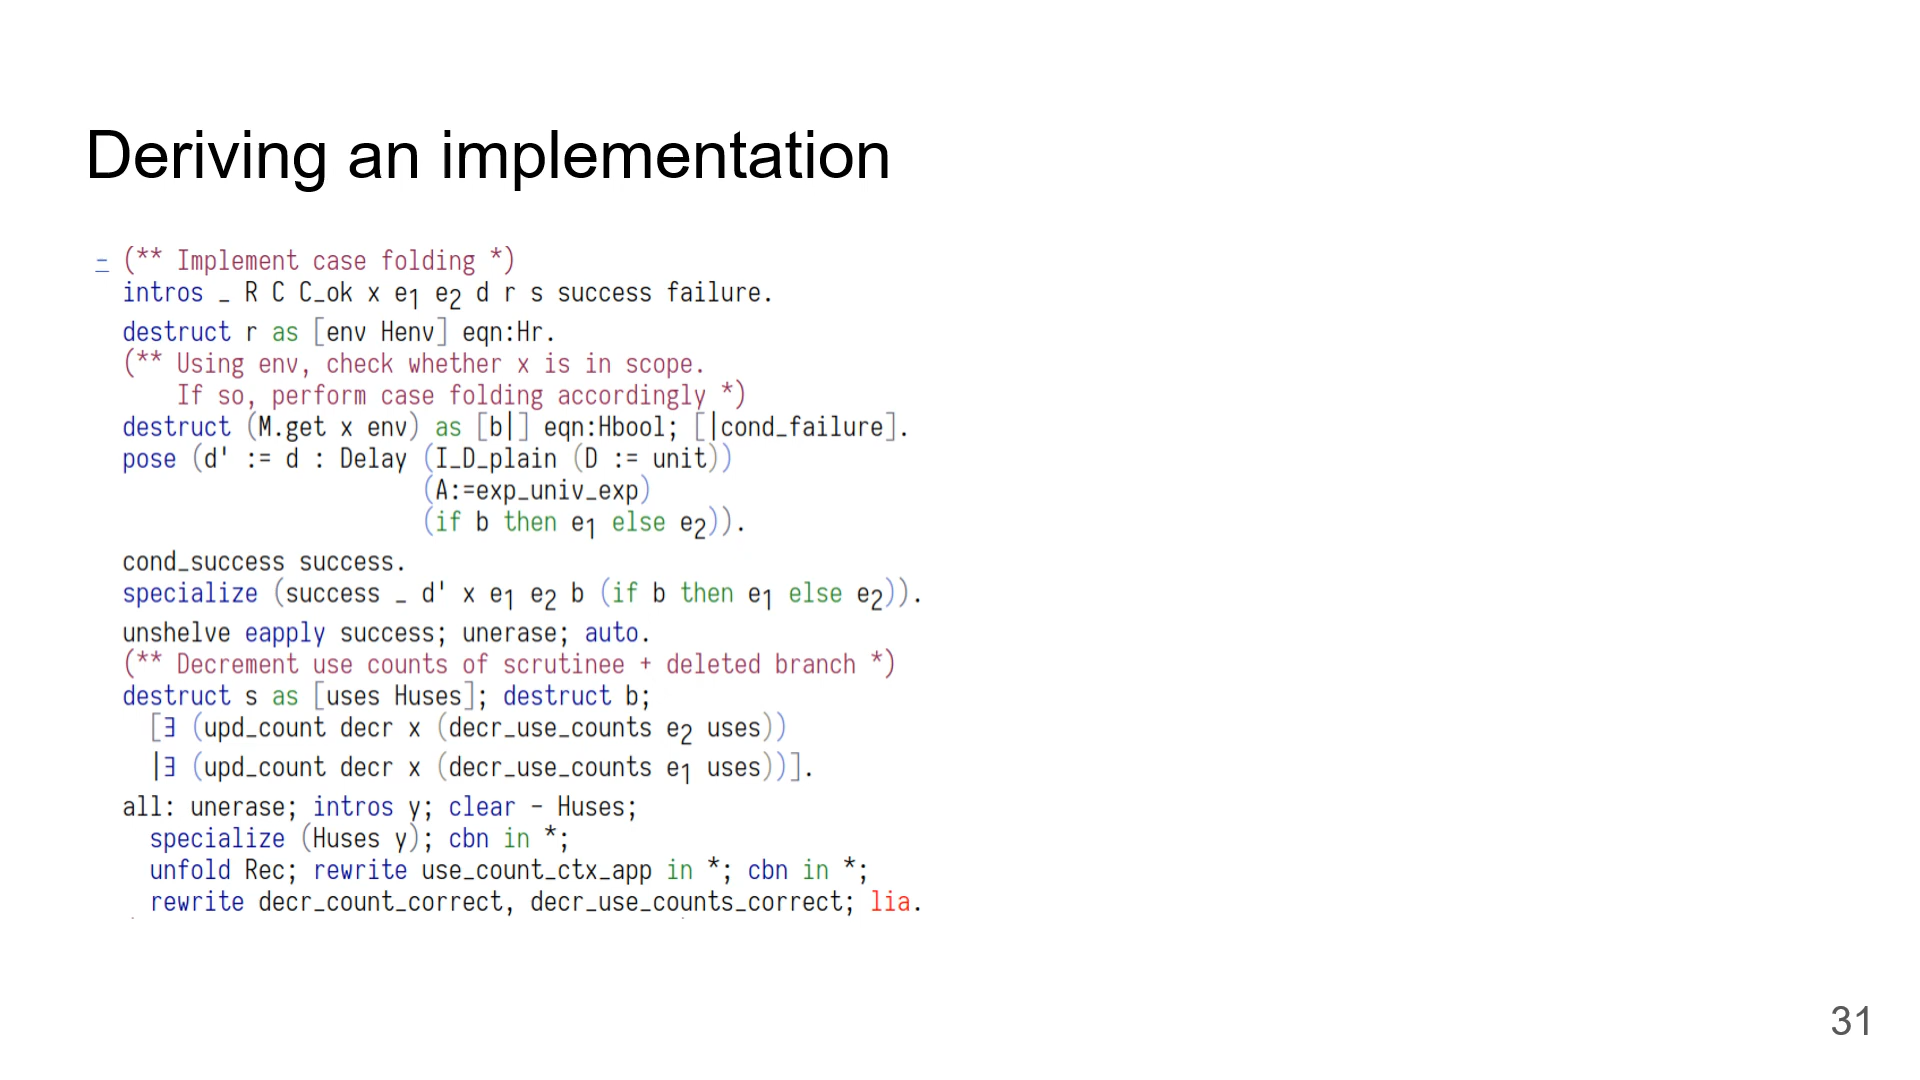 Deriving an implementation
- (** Implement case folding *)
intros _ R C C_ok x e₁ e₂ d r s success failure.
destruct r as [env Henv] eqn:Hr.
(** Using env, check whether x is in scope.
If so, perform case folding accordingly *)
destruct (M.get x env) as [b|] eqn:Hbool; [|cond_failure].
pose (d' := d : Delay (I_D_plain (D := unit))
(A:=exp_univ_exp)
(if b then e₁ else e₂)).
cond_success success.
specialize (success _ d' x e₁ e₂ b (if b then e₁ else e₂)).
unshelve eapply success; unerase; auto.
(** Decrement use counts of scrutinee + deleted branch *)
destruct s as [uses Huses]; destruct b;
[∃ (upd_count decr x (decr_use_counts e₂ uses))
|∃ (upd_count decr x (decr_use_counts e₁ uses))].
all: unerase; intros y; clear - Huses;
specialize (Huses y); cbn in *;
unfold Rec; rewrite use_count_ctx_app in *; cbn in *;
rewrite decr_count_correct, decr_use_counts_correct; lia.
31